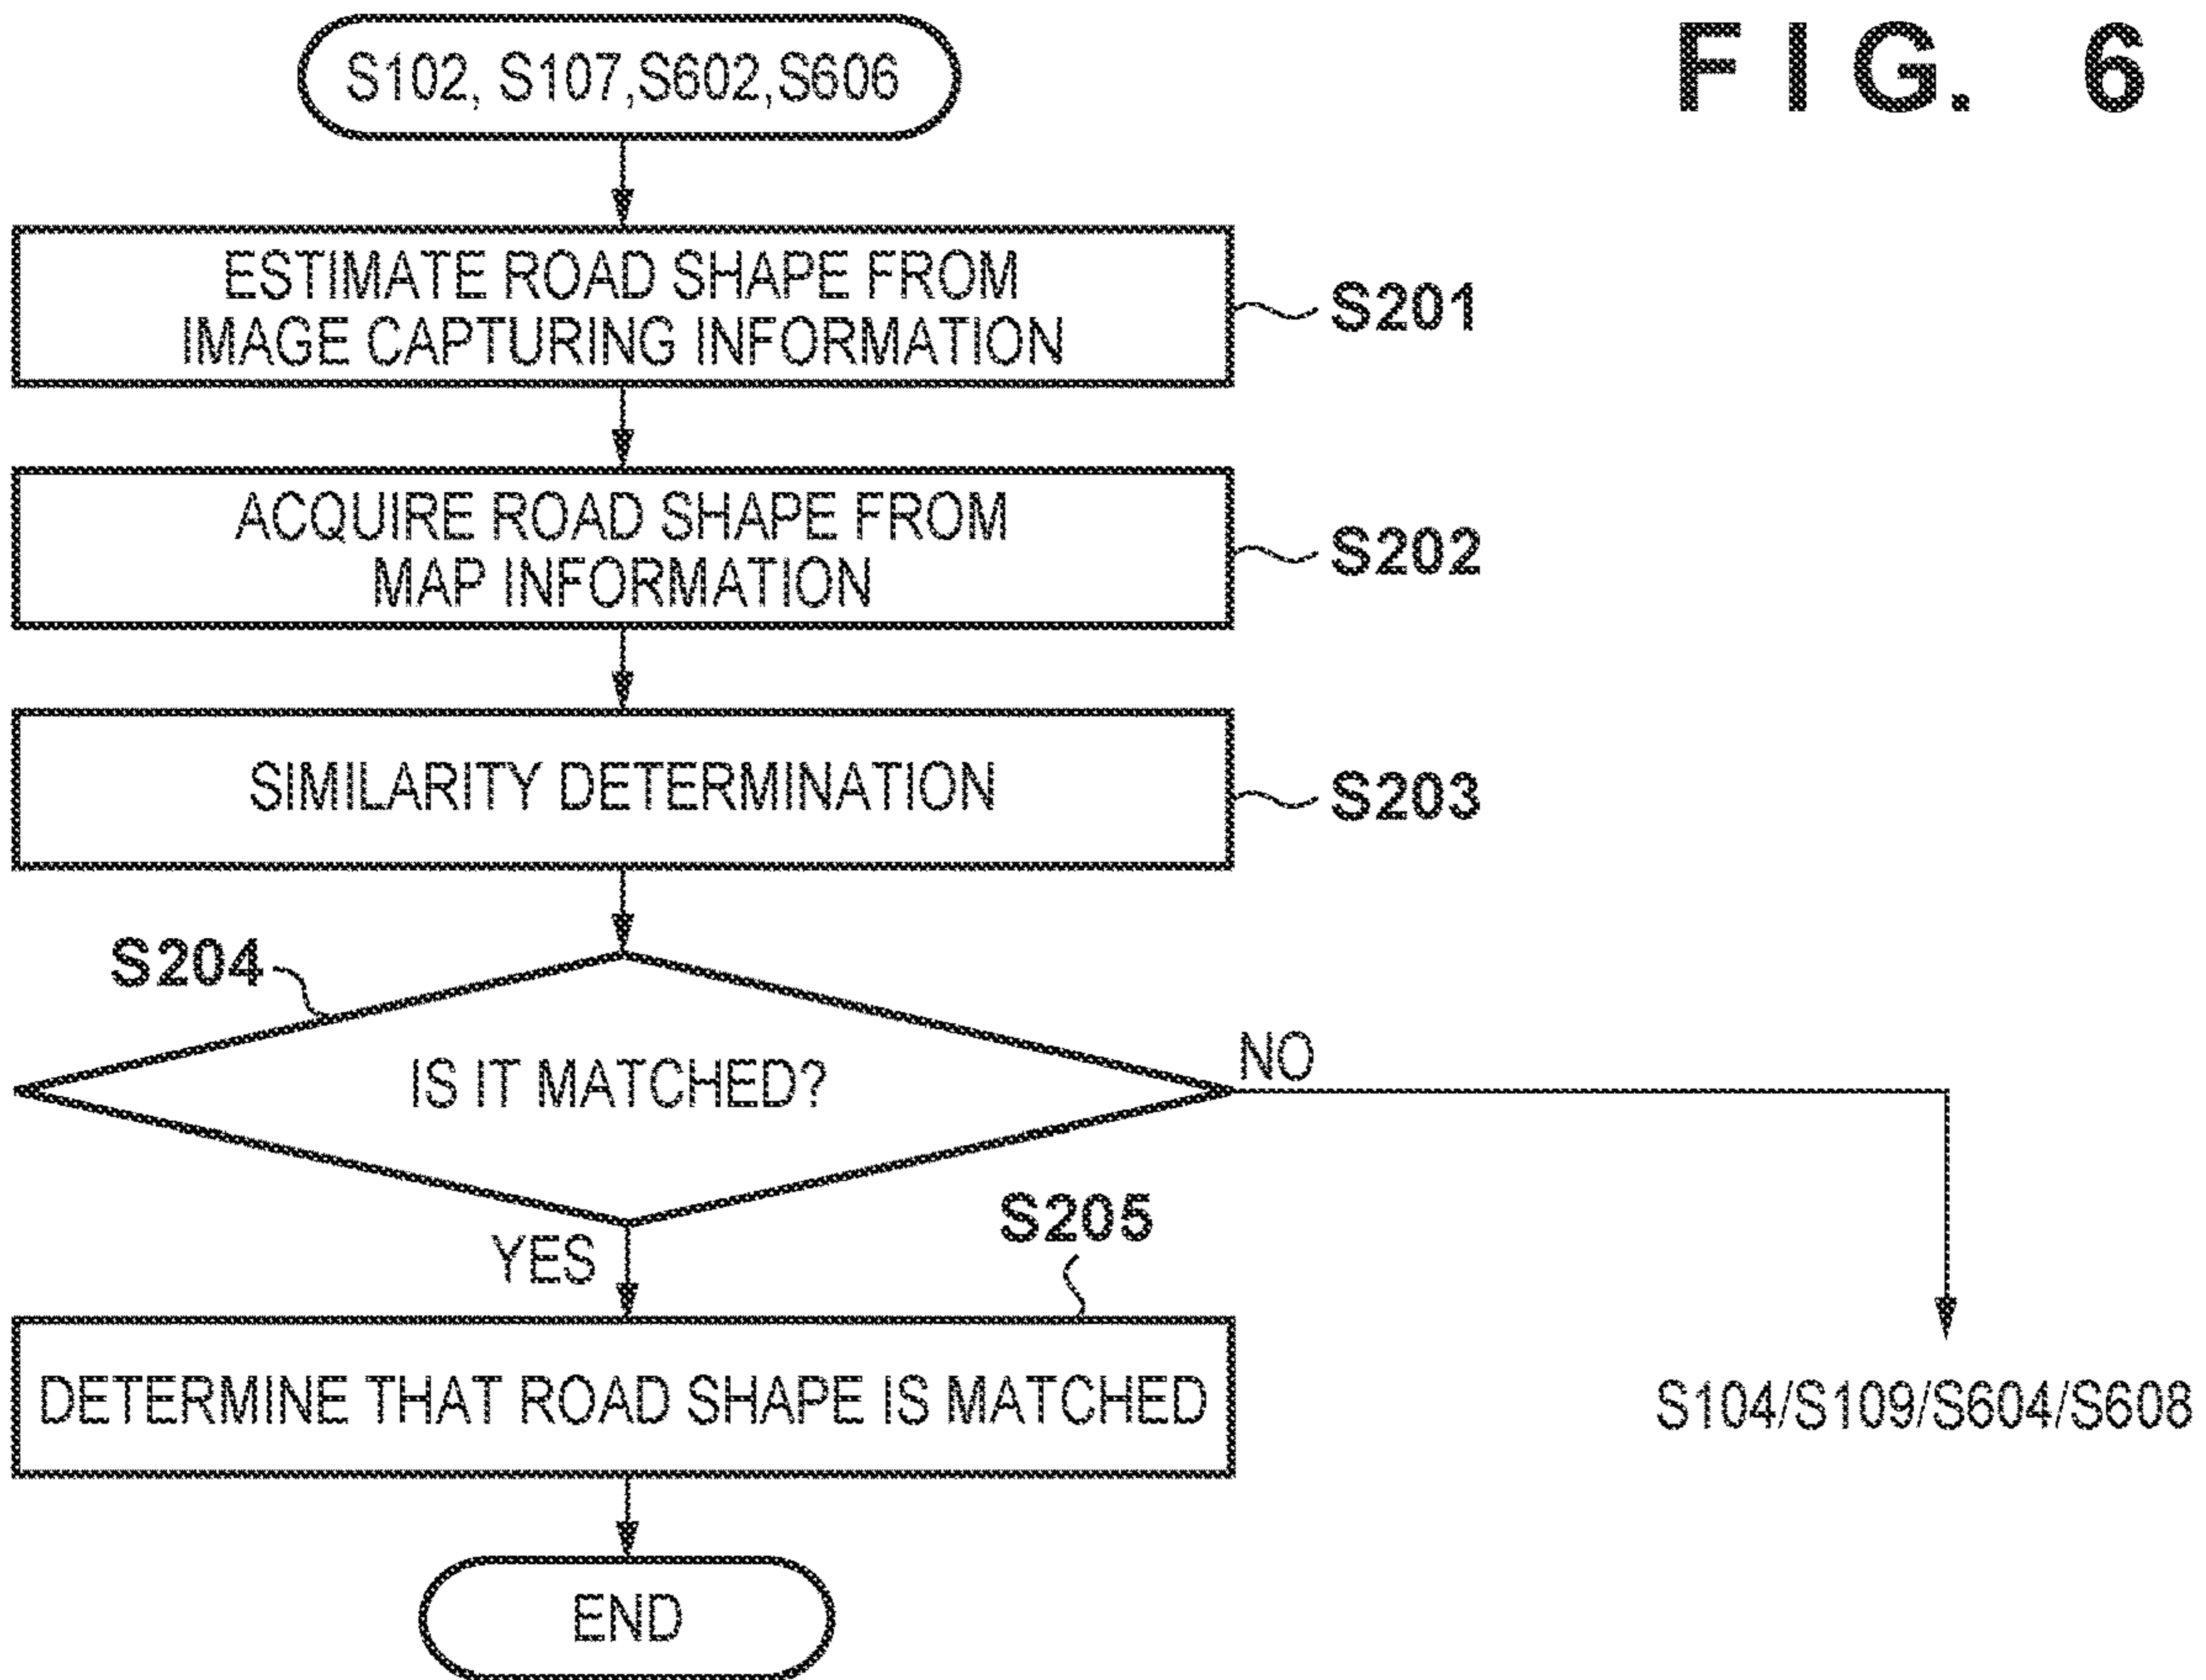 FIG. 6
S102, S107,S602,S606
ESTIMATE ROAD SHAPE FROM
IMAGE CAPTURING INFORMATION
S201
ACQUIRE ROAD SHAPE FROM
MAP INFORMATION
S202
SIMILARITY DETERMINATION
S203
S204
IS IT MATCHED?
NO
YES
S205
DETERMINE THAT ROAD SHAPE IS MATCHED
S104/S109/S604/S608
END